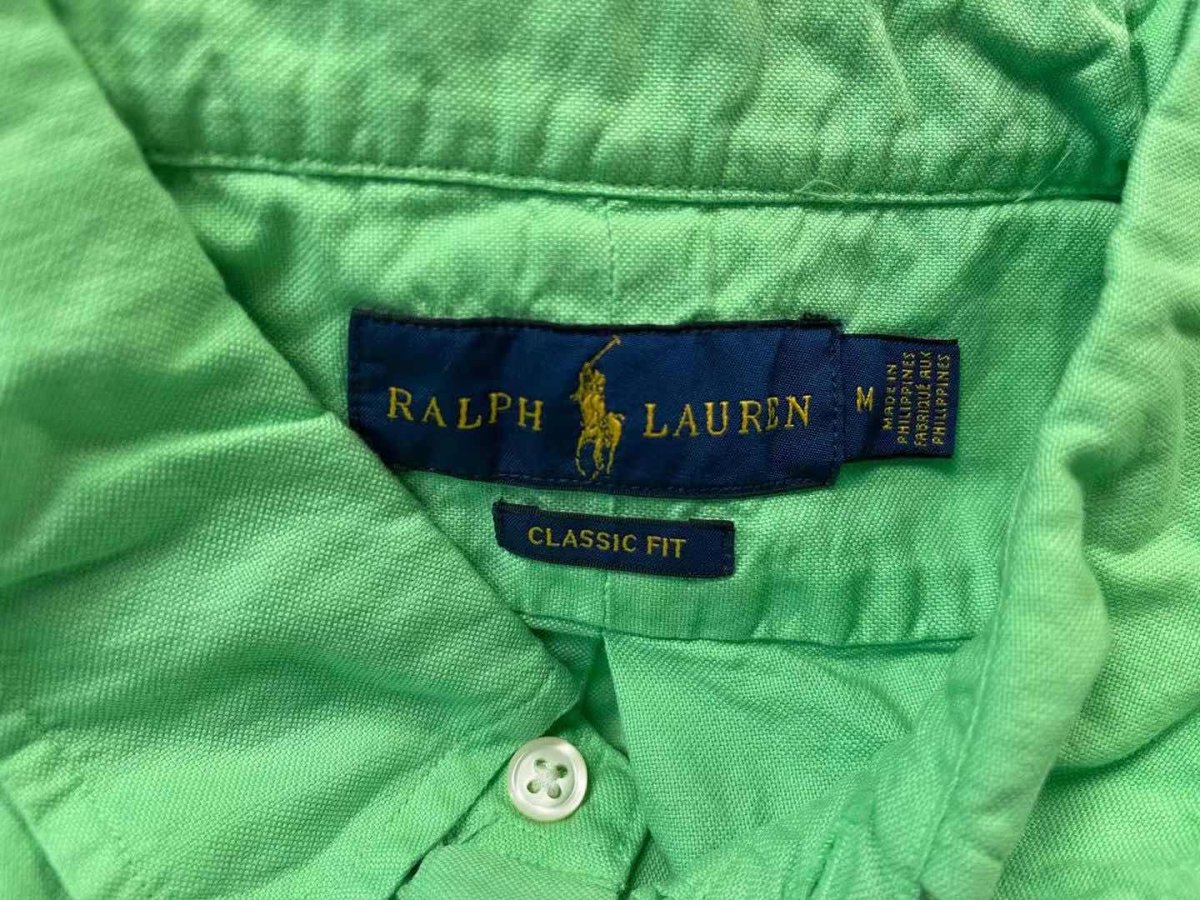 RALPH LAUREN
M
MADE IN
PHILIPPINES
FABRIQUÉ AUX
PHILIPPINES
CLASSIC FIT